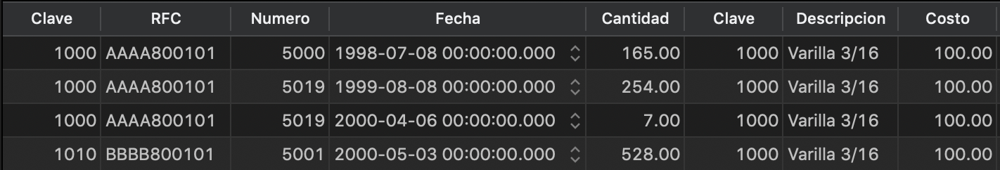 Clave RFC Numero Fecha Cantidad Clave Descripcion Costo
1000 AAAA800101 5000 1998-07-08 00:00:00.000 165.00 1000 Varilla 3/16 100.00
1000 AAAA800101 5019 1999-08-08 00:00:00.000 254.00 1000 Varilla 3/16 100.00
1000 AAAA800101 5019 2000-04-06 00:00:00.000 7.00 1000 Varilla 3/16 100.00
1010 BBBB800101 5001 2000-05-03 00:00:00.000 528.00 1000 Varilla 3/16 100.00